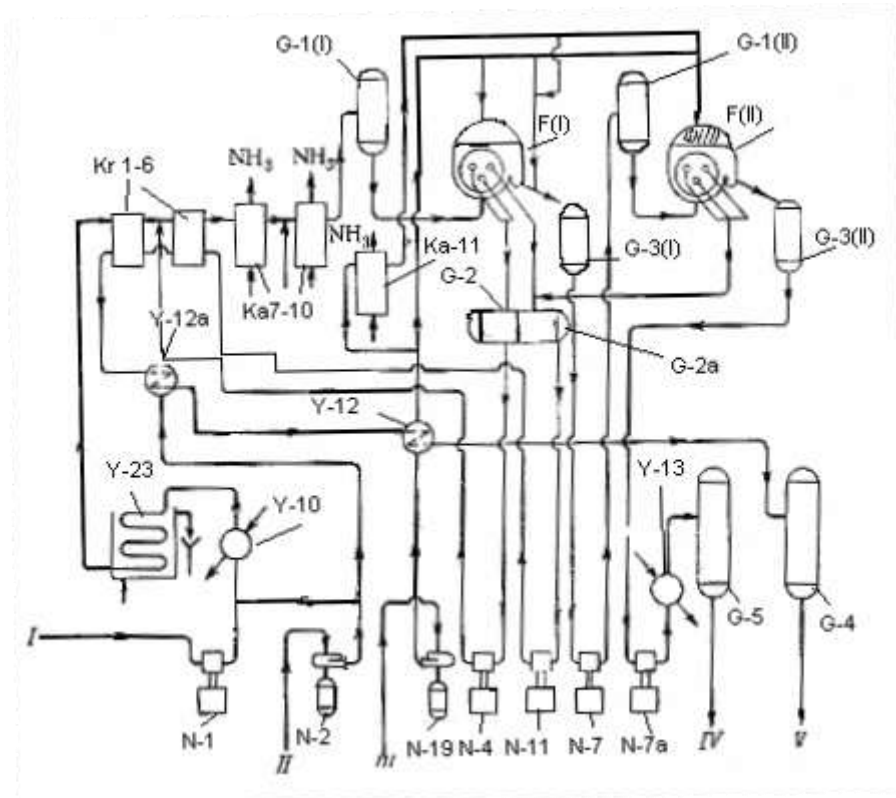 G-1(I)
G-1(II)
F(I)
F(II)
NH₃
NH₃
Kr 1-6
NH₃
Ka-11
G-3(I)
G-3(II)
Ka7-10
G-2
Y-12a
G-2a
Y-12
Y-23
Y-10
Y-13
G-5
G-4
I
N-1
N-2
N-19
N-4
N-11
N-7
N-7a
IV
V
II
III